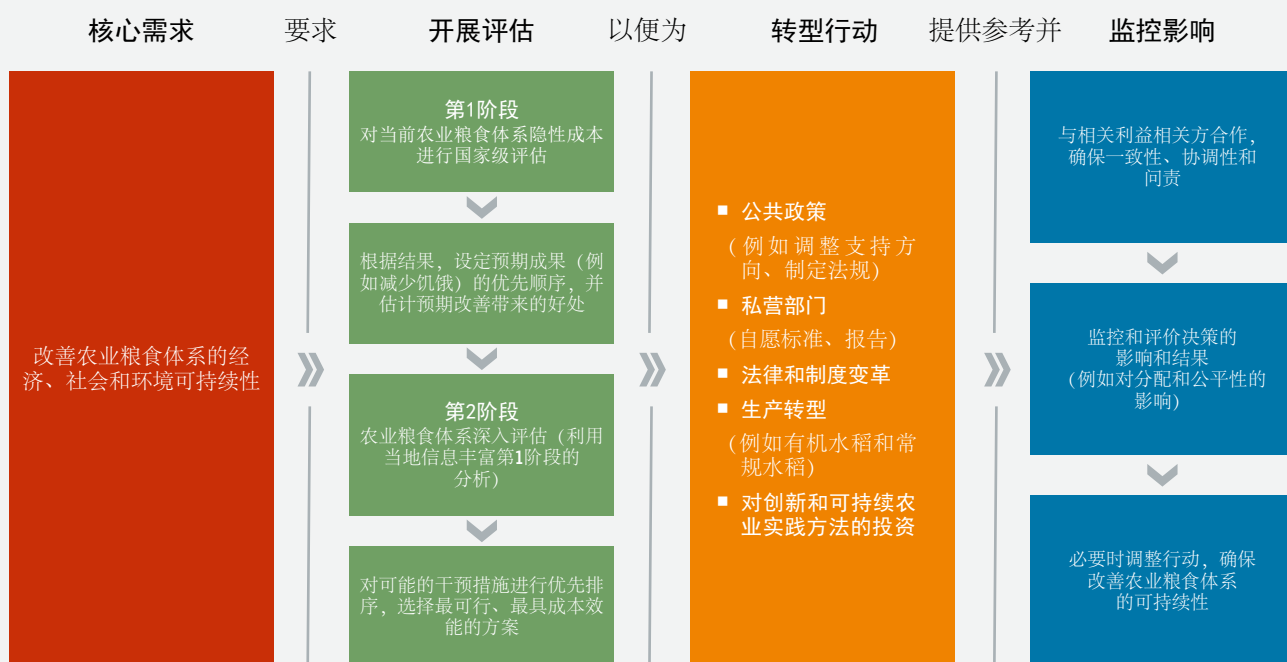 核心需求 要求 开展评估 以便为 转型行动 提供参考并 监控影响
改善农业粮食体系的经
济、社会和环境可持续性
第1阶段
对当前农业粮食体系隐性成本
进行国家级评估
根据结果，设定预期成果（例
如减少饥饿）的优先顺序，并
估计预期改善带来的好处
第2阶段
农业粮食体系深入评估（利用
当地信息丰富第1阶段的
分析）
对可能的干预措施进行优先排
序，选择最可行、最具成本效
能的方案
■ 公共政策
（例如调整支持方
向、制定法规）
■ 私营部门
（自愿标准、报告）
■ 法律和制度变革
■ 生产转型
（例如有机水稻和常
规水稻）
■ 对创新和可持续农
业实践方法的投资
与相关利益相关方合作，
确保一致性、协调性和
问责
监控和评价决策的
影响和结果
（例如对分配和公平性的
影响）
必要时调整行动，确保
改善农业粮食体系
的可持续性